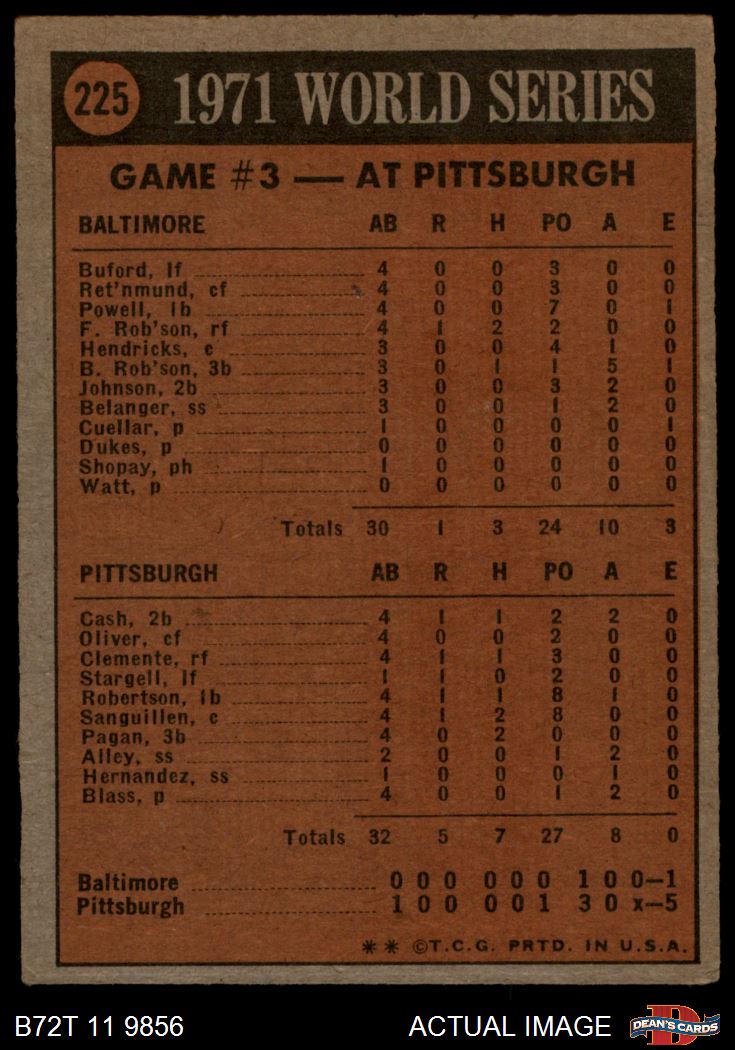 225 1971 WORLD SERIES
GAME #3 — AT PITTSBURGH
BALTIMORE AB R H PO A E
Buford, lf 4 0 0 3 0 0
Ret'nmund, cf 4 0 0 3 0 0
Powell, 1b 4 0 0 7 0 1
F. Rob'son, rf 4 1 2 2 0 0
Hendricks, c 3 0 0 4 1 0
B. Rob'son, 3b 3 0 1 1 5 1
Johnson, 2b 3 0 0 3 2 0
Belanger, ss 3 0 0 1 2 0
Cuellar, p 1 0 0 0 0 1
Dukes, p 0 0 0 0 0 0
Shopay, ph 1 0 0 0 0 0
Watt, p 0 0 0 0 0 0
Totals 30 1 3 24 10 3
PITTSBURGH AB R H PO A E
Cash, 2b 4 1 1 2 2 0
Oliver, cf 4 0 0 2 0 0
Clemente, rf 4 1 1 3 0 0
Stargell, lf 1 1 0 2 0 0
Robertson, 1b 4 1 1 8 1 0
Sanguillen, c 4 1 2 8 0 0
Pagan, 3b 4 0 2 0 0 0
Alley, ss 2 0 0 1 2 0
Hernandez, ss 1 0 0 0 1 0
Blass, p 4 0 0 1 2 0
Totals 32 5 7 27 8 0
Baltimore 0 0 0 0 0 0 1 0 0—1
Pittsburgh 1 0 0 0 0 1 3 0 x—5
** ©T.C.G. PRTD. IN U.S.A.
B72T 11 9856 ACTUAL IMAGE D DEAN'S CARDS